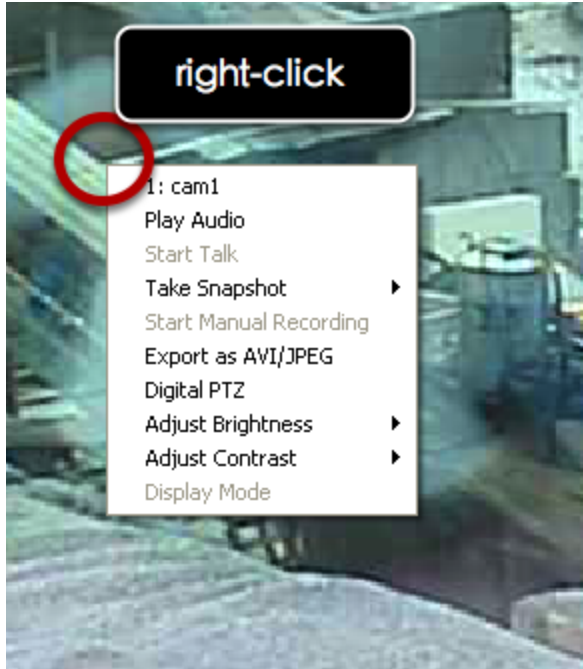 right-click
1: cam1
Play Audio
Start Talk
Take Snapshot
Start Manual Recording
Export as AVI/JPEG
Digital PTZ
Adjust Brightness
Adjust Contrast
Display Mode